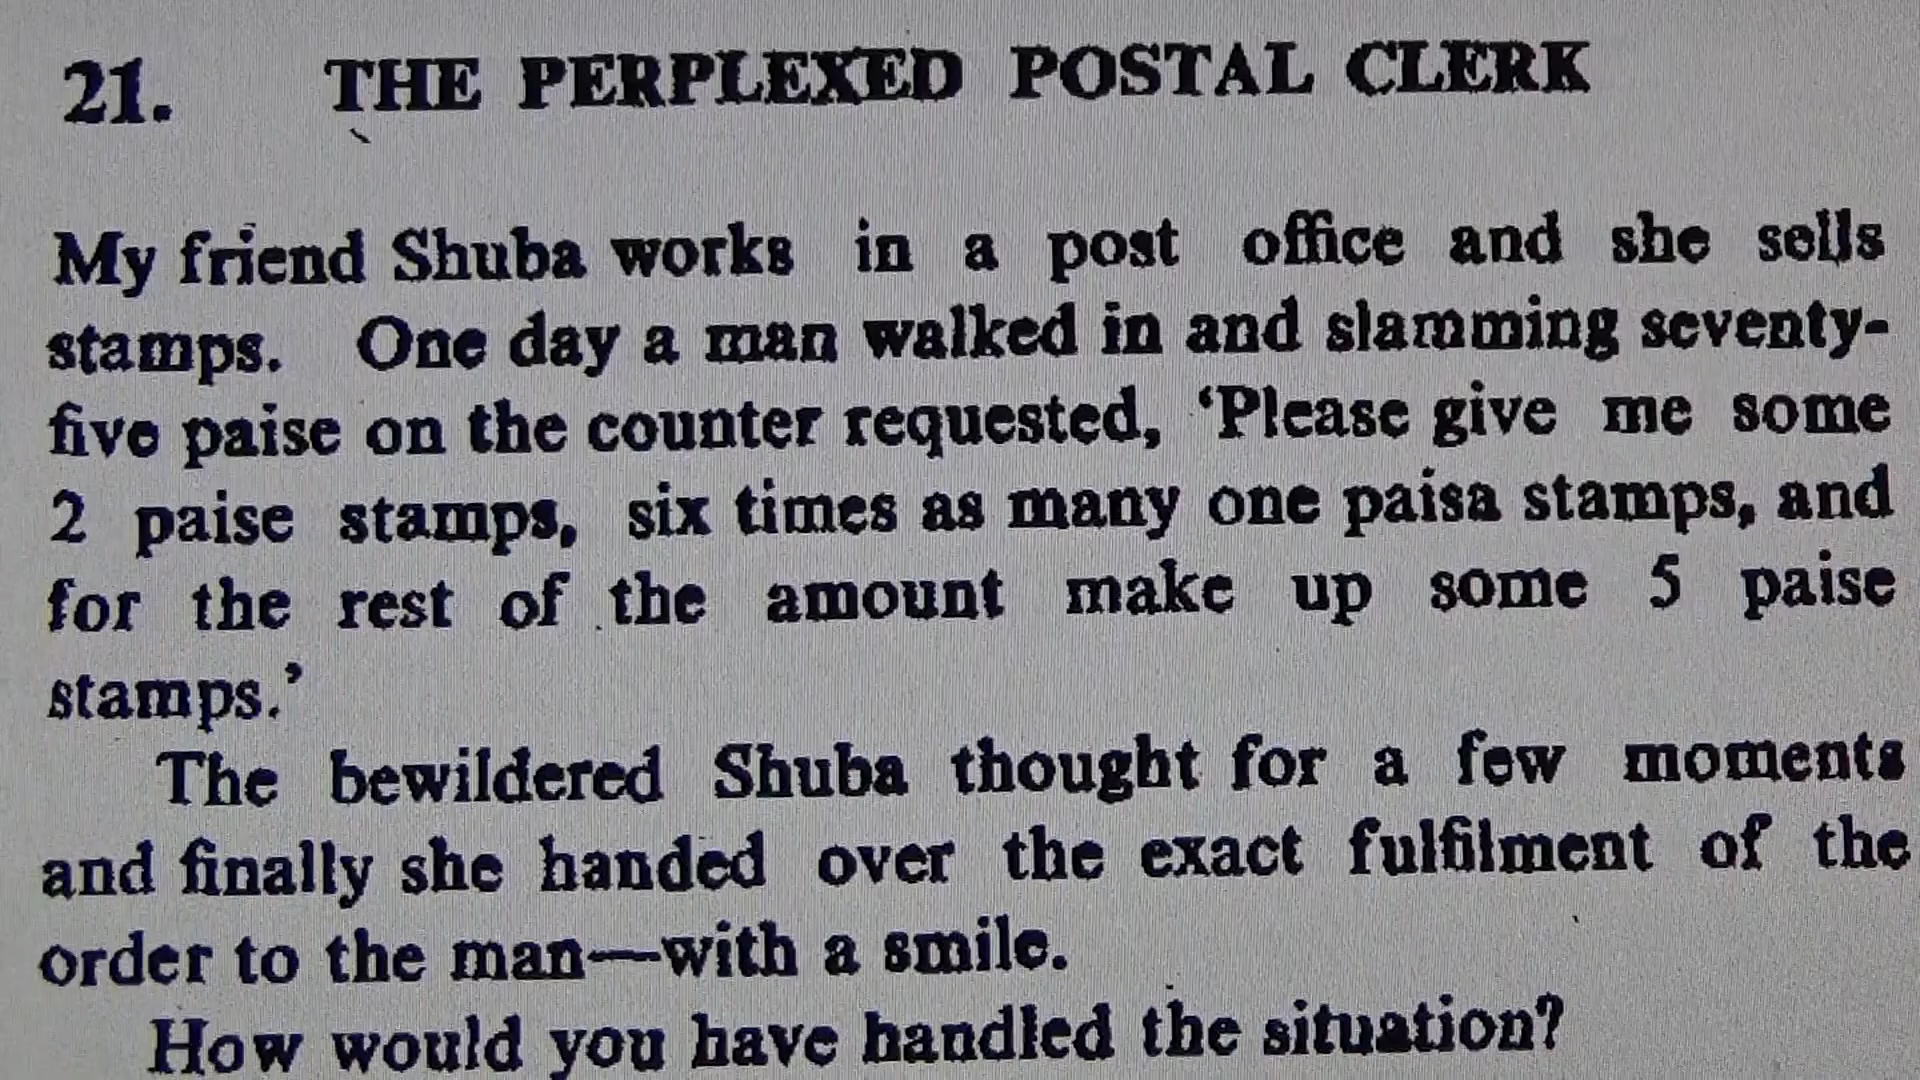 21. THE PERPLEXED POSTAL CLERK
My friend Shuba works in a post office and she sells
stamps. One day a man walked in and slamming seventy-
five paise on the counter requested, ‘Please give me some
2 paise stamps, six times as many one paisa stamps, and
for the rest of the amount make up some 5 paise
stamps.’
The bewildered Shuba thought for a few moments
and finally she handed over the exact fulfilment of the
order to the man—with a smile.
How would you have handled the situation?